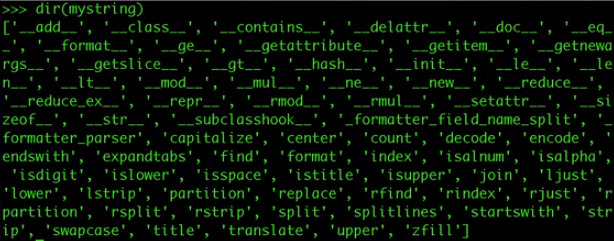 >>> dir(mystring)
['__add__', '__class__', '__contains__', '__delattr__', '__doc__', '__eq_
_', '__format__', '__ge__', '__getattribute__', '__getitem__', '__getnewa
rgs__', '__getslice__', '__gt__', '__hash__', '__init__', '__le__', '__le
n__', '__lt__', '__mod__', '__mul__', '__ne__', '__new__', '__reduce__',
'__reduce_ex__', '__repr__', '__rmod__', '__rmul__', '__setattr__', '__si
zeof__', '__str__', '__subclasshook__', '_formatter_field_name_split', '_
formatter_parser', 'capitalize', 'center', 'count', 'decode', 'encode',
'endswith', 'expandtabs', 'find', 'format', 'index', 'isalnum', 'isalpha'
, 'isdigit', 'islower', 'isspace', 'istitle', 'isupper', 'join', 'ljust',
'lower', 'lstrip', 'partition', 'replace', 'rfind', 'rindex', 'rjust', 'r
partition', 'rsplit', 'rstrip', 'split', 'splitlines', 'startswith', 'str
ip', 'swapcase', 'title', 'translate', 'upper', 'zfill']